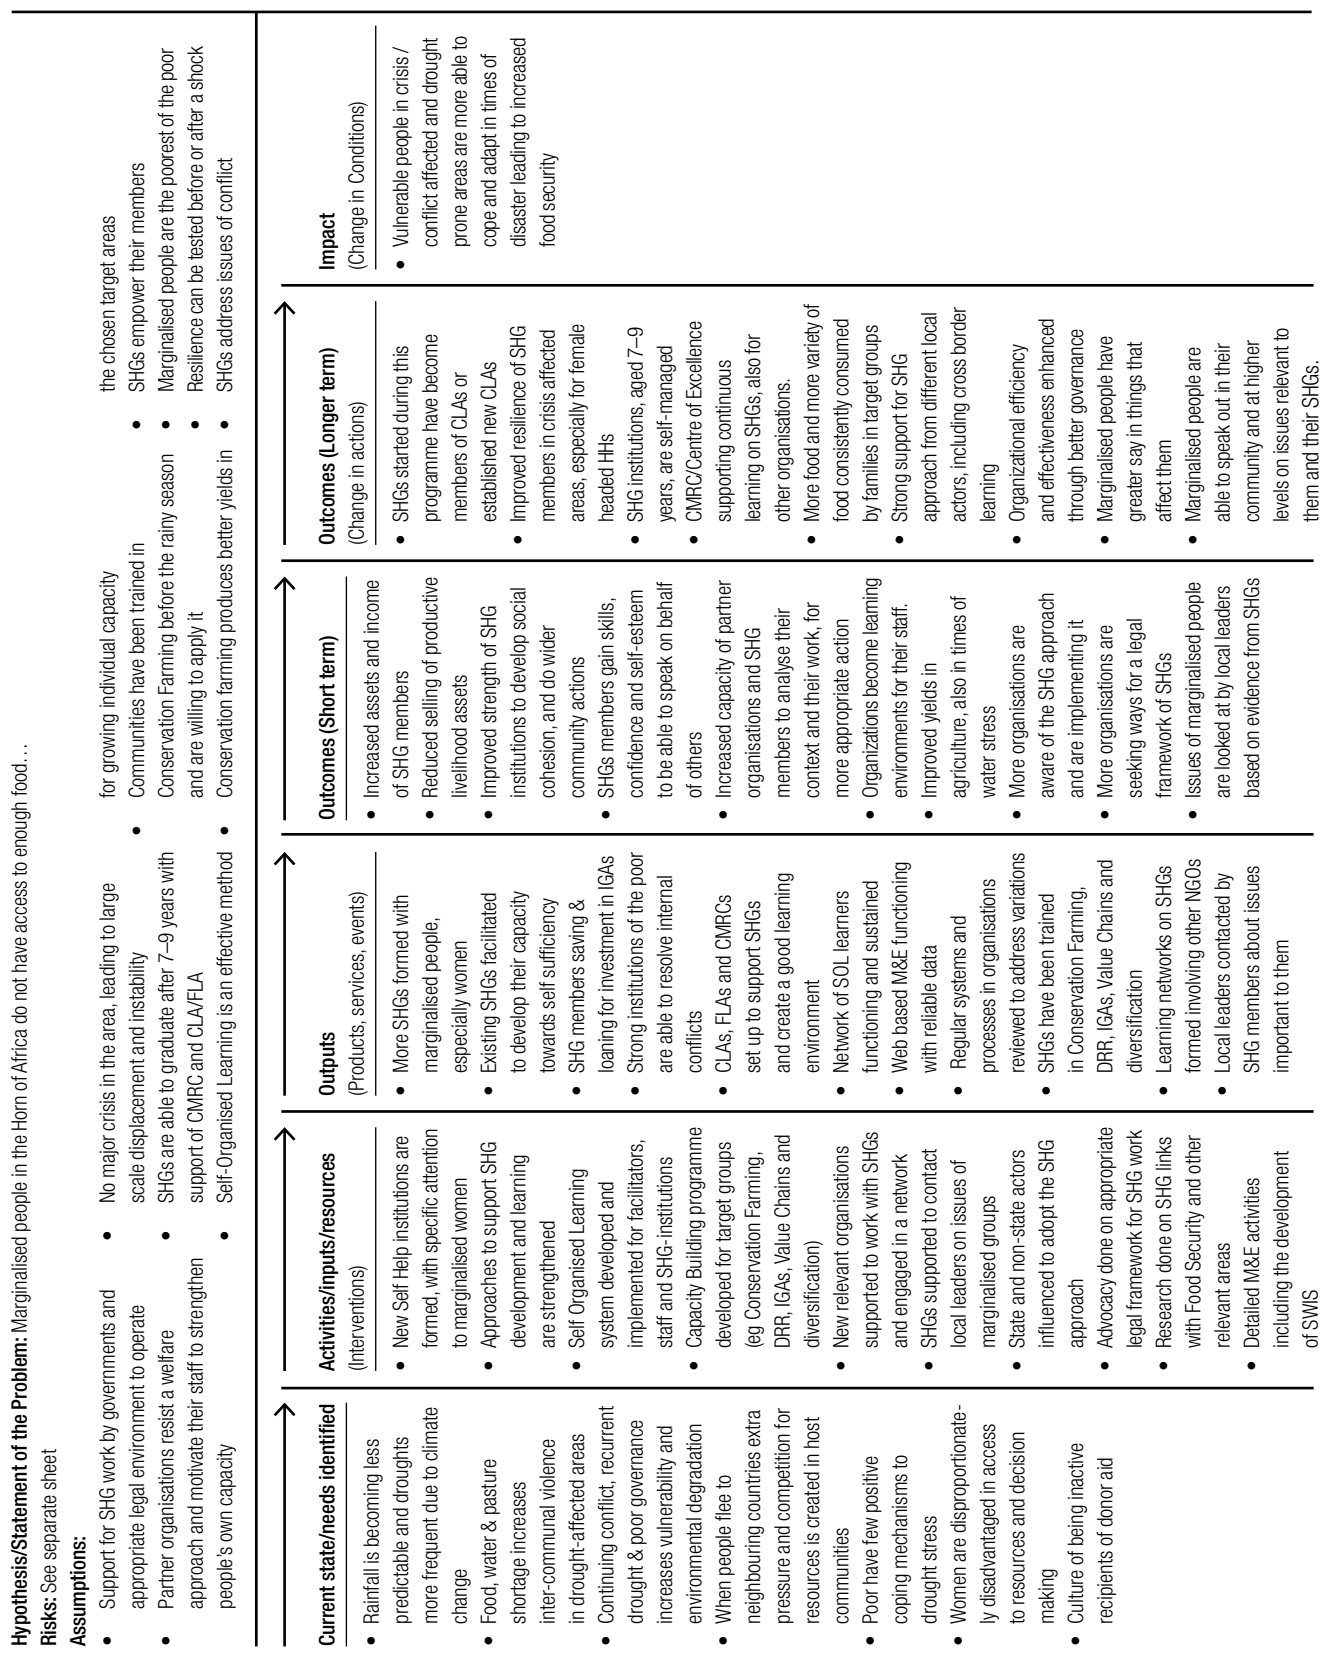 Hypothesis/Statement of the Problem: Marginalised people in the Horn of Africa do not have access to enough food…
Risks: See separate sheet
Assumptions:
• Support for SHG work by governments and
appropriate legal environment to operate
• Partner organisations resist a welfare
approach and motivate their staff to strengthen
people's own capacity
• No major crisis in the area, leading to large
scale displacement and instability
• SHGs are able to graduate after 7–9 years with
support of CMRC and CLA/FLA
• Self-Organised Learning is an effective method
for growing individual capacity
• Communities have been trained in
Conservation Farming before the rainy season
and are willing to apply it
• Conservation farming produces better yields in
the chosen target areas
• SHGs empower their members
• Marginalised people are the poorest of the poor
• Resilience can be tested before or after a shock
• SHGs address issues of conflict
Current state/needs identified
• Rainfall is becoming less
predictable and droughts
more frequent due to climate
change
• Food, water & pasture
shortage increases
inter-communal violence
in drought-affected areas
• Continuing conflict, recurrent
drought & poor governance
increases vulnerability and
environmental degradation
• When people flee to
neighbouring countries extra
pressure and competition for
resources is created in host
communities
• Poor have few positive
coping mechanisms to
drought stress
• Women are disproportionate-
ly disadvantaged in access
to resources and decision
making
• Culture of being inactive
recipients of donor aid
Activities/inputs/resources
(Interventions)
• New Self Help institutions are
formed, with specific attention
to marginalised women
• Approaches to support SHG
development and learning
are strengthened
• Self Organised Learning
system developed and
implemented for facilitators,
staff and SHG-institutions
• Capacity Building programme
developed for target groups
(eg Conservation Farming,
DRR, IGAs, Value Chains and
diversification)
• New relevant organisations
supported to work with SHGs
and engaged in a network
• SHGs supported to contact
local leaders on issues of
marginalised groups
• State and non-state actors
influenced to adopt the SHG
approach
• Advocacy done on appropriate
legal framework for SHG work
• Research done on SHG links
with Food Security and other
relevant areas
• Detailed M&E activities
including the development
of SWIS
Outputs
(Products, services, events)
• More SHGs formed with
marginalised people,
especially women
• Existing SHGs facilitated
to develop their capacity
towards self sufficiency
• SHG members saving &
loaning for investment in IGAs
• Strong institutions of the poor
are able to resolve internal
conflicts
• CLAs, FLAs and CMRCs
set up to support SHGs
and create a good learning
environment
• Network of SOL learners
functioning and sustained
• Web based M&E functioning
with reliable data
• Regular systems and
processes in organisations
reviewed to address variations
• SHGs have been trained
in Conservation Farming,
DRR, IGAs, Value Chains and
diversification
• Learning networks on SHGs
formed involving other NGOs
• Local leaders contacted by
SHG members about issues
important to them
Outcomes (Short term)
• Increased assets and income
of SHG members
• Reduced selling of productive
livelihood assets
• Improved strength of SHG
institutions to develop social
cohesion, and do wider
community actions
• SHGs members gain skills,
confidence and self-esteem
to be able to speak on behalf
of others
• Increased capacity of partner
organisations and SHG
members to analyse their
context and their work, for
more appropriate action
• Organizations become learning
environments for their staff.
• Improved yields in
agriculture, also in times of
water stress
• More organisations are
aware of the SHG approach
and are implementing it
• More organisations are
seeking ways for a legal
framework of SHGs
• Issues of marginalised people
are looked at by local leaders
based on evidence from SHGs
Outcomes (Longer term)
(Change in actions)
• SHGs started during this
programme have become
members of CLAs or
established new CLAs
• Improved resilience of SHG
members in crisis affected
areas, especially for female
headed HHs
• SHG institutions, aged 7–9
years, are self-managed
• CMRC/Centre of Excellence
supporting continuous
learning on SHGs, also for
other organisations.
• More food and more variety of
food consistently consumed
by families in target groups
• Strong support for SHG
approach from different local
actors, including cross border
learning
• Organizational efficiency
and effectiveness enhanced
through better governance
• Marginalised people have
greater say in things that
affect them
• Marginalised people are
able to speak out in their
community and at higher
levels on issues relevant to
them and their SHGs.
Impact
(Change in Conditions)
• Vulnerable people in crisis /
conflict affected and drought
prone areas are more able to
cope and adapt in times of
disaster leading to increased
food security